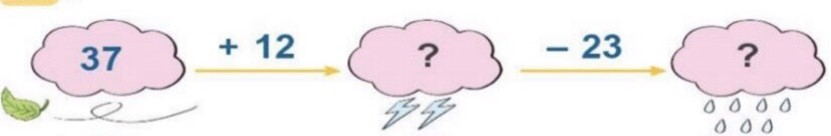 37 + 12 ? – 23 ?